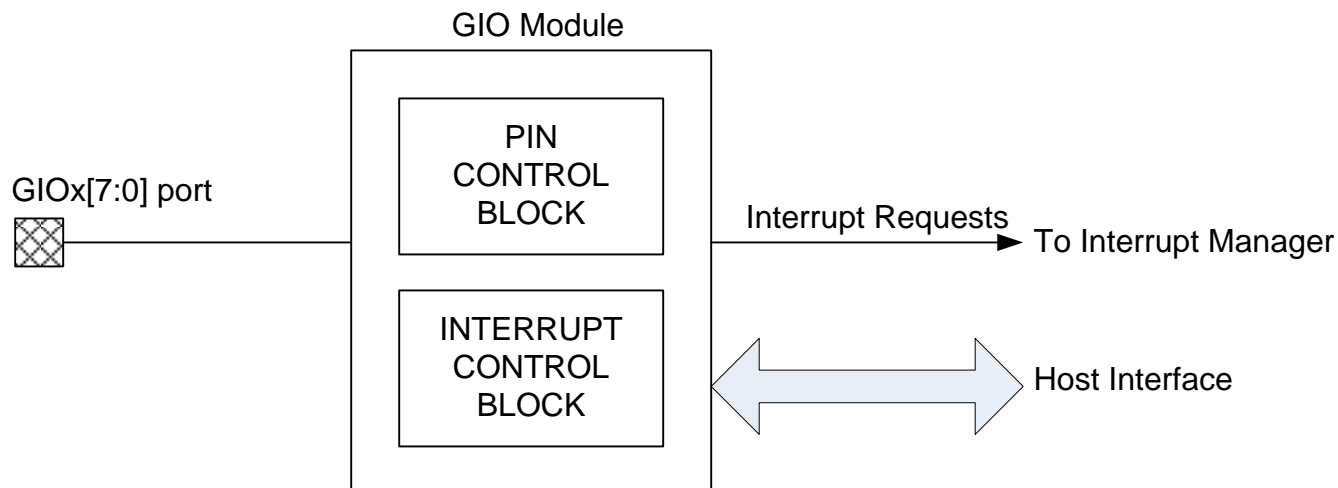 GIO Module
PIN
CONTROL
BLOCK
GIOx[7:0] port
Interrupt Requests
To Interrupt Manager
INTERRUPT
CONTROL
BLOCK
Host Interface